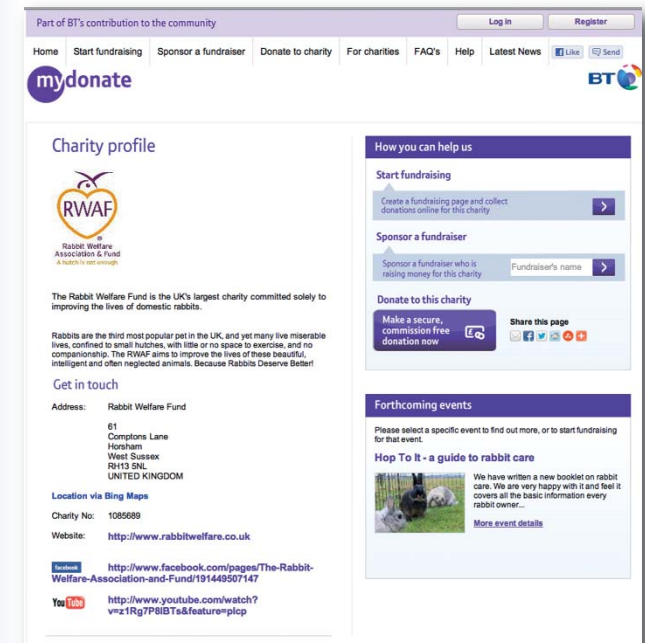 Part of BT's contribution to the community
Log in
Register
Home Start fundraising Sponsor a fundraiser Donate to charity For charities FAQ's Help Latest News Like Send
mydonate
BT
Charity profile
RWAF
Rabbit Welfare
Association & Fund
A hutch is not enough
The Rabbit Welfare Fund is the UK's largest charity committed solely to
improving the lives of domestic rabbits.
Rabbits are the third most popular pet in the UK, and yet many live miserable
lives, confined to small hutches, with little or no space to exercise, and no
companionship. The RWAF aims to improve the lives of these beautiful,
intelligent and often neglected animals. Because Rabbits Deserve Better!
Get in touch
Address: Rabbit Welfare Fund
61
Comptons Lane
Horsham
West Sussex
RH13 5NL
UNITED KINGDOM
Location via Bing Maps
Charity No: 1085689
Website: http://www.rabbitwelfare.co.uk
facebook http://www.facebook.com/pages/The-Rabbit-
Welfare-Association-and-Fund/191449507147
YouTube http://www.youtube.com/watch?
v=z1Rg7P8lBTs&feature=plcp
How you can help us
Start fundraising
Create a fundraising page and collect
donations online for this charity
Sponsor a fundraiser
Sponsor a fundraiser who is
raising money for this charity
Fundraiser's name
Donate to this charity
Make a secure,
commission free
donation now
£
Share this page
Forthcoming events
Please select a specific event to find out more, or to start fundraising
for that event.
Hop To It - a guide to rabbit care
We have written a new booklet on rabbit
care. We are very happy with it and feel it
covers all the basic information every
rabbit owner...
More event details